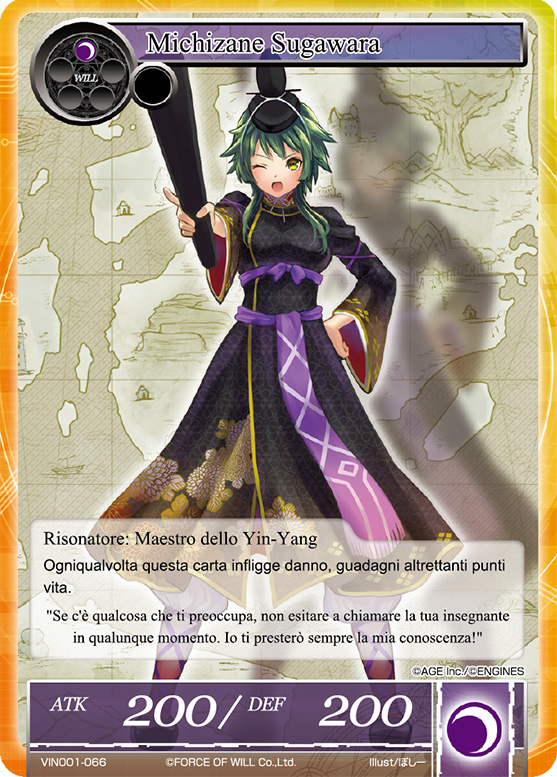 Michizane Sugawara
WILL
Risonatore: Maestro dello Yin-Yang
Ogniqualvolta questa carta infligge danno, guadagni altrettanti punti
vita.
"Se c'è qualcosa che ti preoccupa, non esitare a chiamare la tua insegnante
in qualunque momento. Io ti presterò sempre la mia conoscenza!"
©AGE Inc./©ENGINES
ATK 200 / DEF 200
VIN001-066 ©FORCE OF WILL Co.,Ltd. Illust/ぽしー